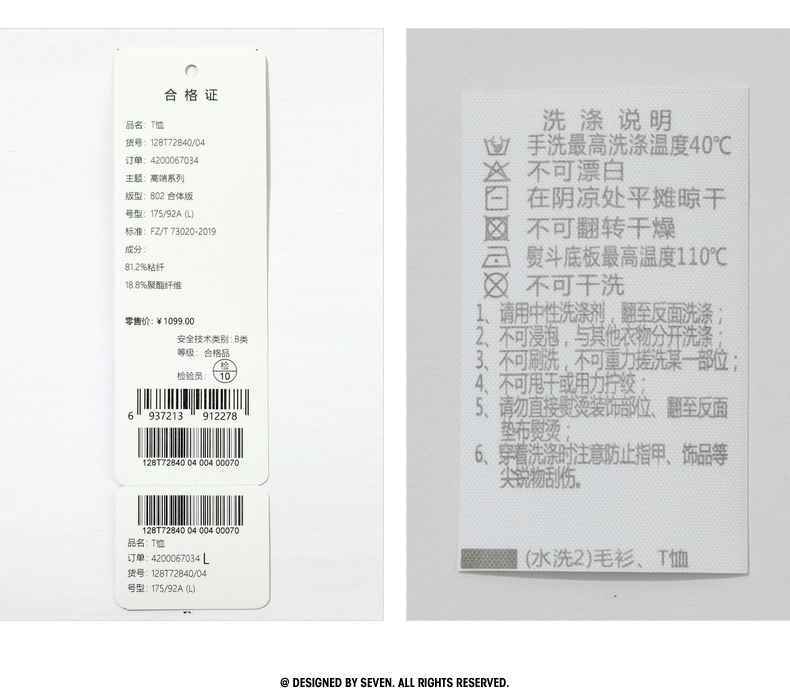 合格证
品名：T恤
货号：128T72840/04
订单：4200067034
主题：高端系列
版型：802 合体版
号型：175/92A (L)
标准：FZ/T 73020-2019
成分：
81.2%粘纤
18.8%聚酯纤维
零售价：￥1099.00
安全技术类别：B类
等级：合格品
检验员：检 10
6 937213 912278
128T72840 04 004 00070
128T72840 04 004 00070
品名：T恤
订单：4200067034 L
货号：128T72840/04
号型：175/92A (L)
洗涤说明
手洗最高洗涤温度40℃
不可漂白
在阴凉处平摊晾干
不可翻转干燥
熨斗底板最高温度110℃
不可干洗
1、请用中性洗涤剂，翻至反面洗涤；
2、不可浸泡，与其他衣物分开洗涤；
3、不可刷洗，不可重力搓洗某一部位；
4、不可甩干或用力拧绞；
5、请勿直接熨烫装饰部位、翻至反面
垫布熨烫；
6、穿着洗涤时注意防止指甲、饰品等
尖锐物刮伤。
(水洗2)毛衫、T恤
@ DESIGNED BY SEVEN. ALL RIGHTS RESERVED.